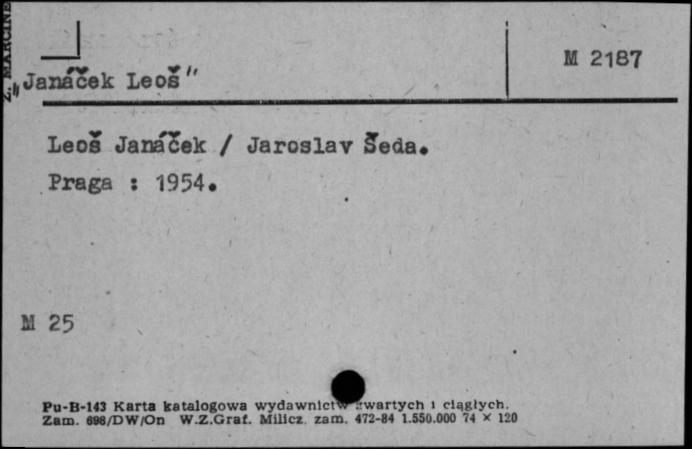 M 2187
"Janáček Leoš"
Leoš Janáček / Jaroslav Šeda.
Praga : 1954.
M 25
Pu-B-143 Karta katalogowa wydawnictw zwartych i ciągłych.
Zam. 698/DW/On W.Z.Graf. Milicz. zam. 472-84 1.550.000 74 × 120